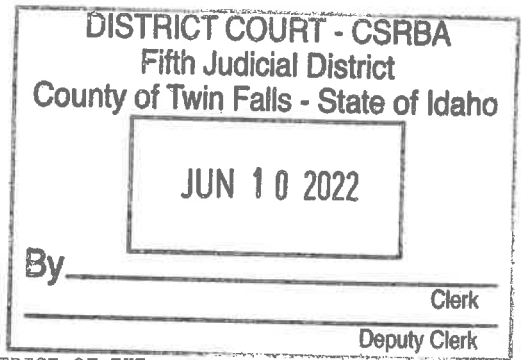 DISTRICT COURT - CSRBA
Fifth Judicial District
County of Twin Falls - State of Idaho
JUN 10 2022
By
Clerk
Deputy Clerk